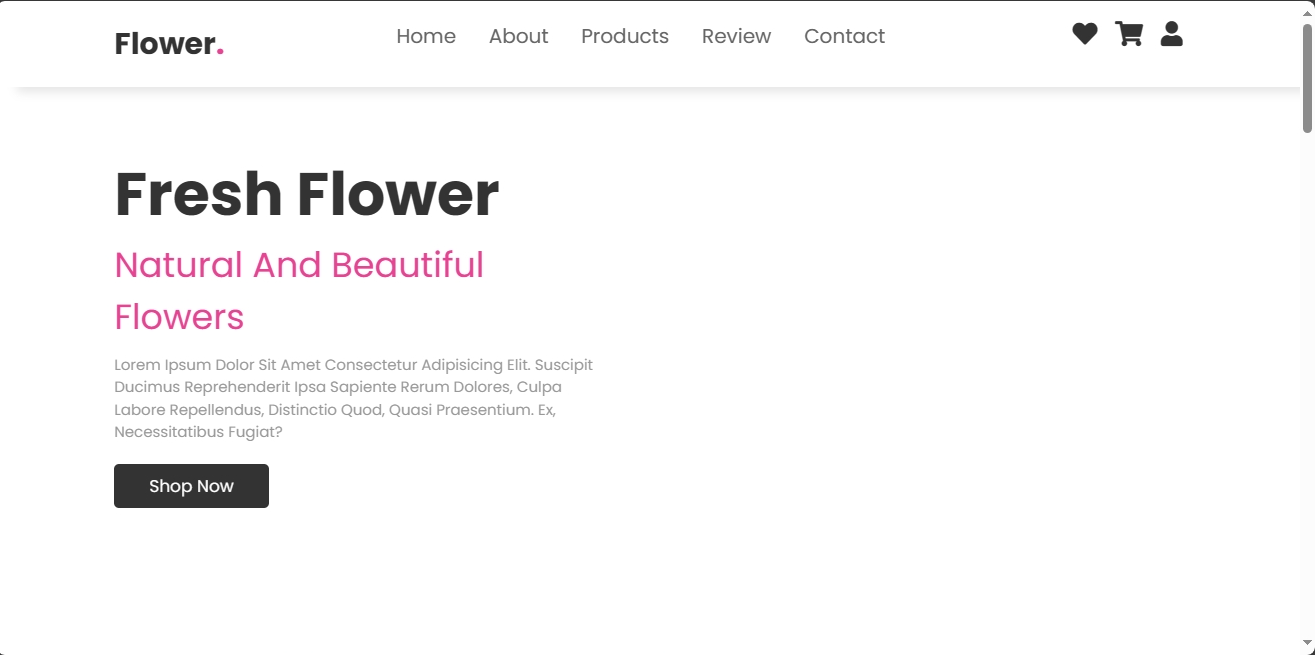 Flower.
Home About Products Review Contact
Fresh Flower
Natural And Beautiful
Flowers
Lorem Ipsum Dolor Sit Amet Consectetur Adipisicing Elit. Suscipit
Ducimus Reprehenderit Ipsa Sapiente Rerum Dolores, Culpa
Labore Repellendus, Distinctio Quod, Quasi Praesentium. Ex,
Necessitatibus Fugiat?
Shop Now